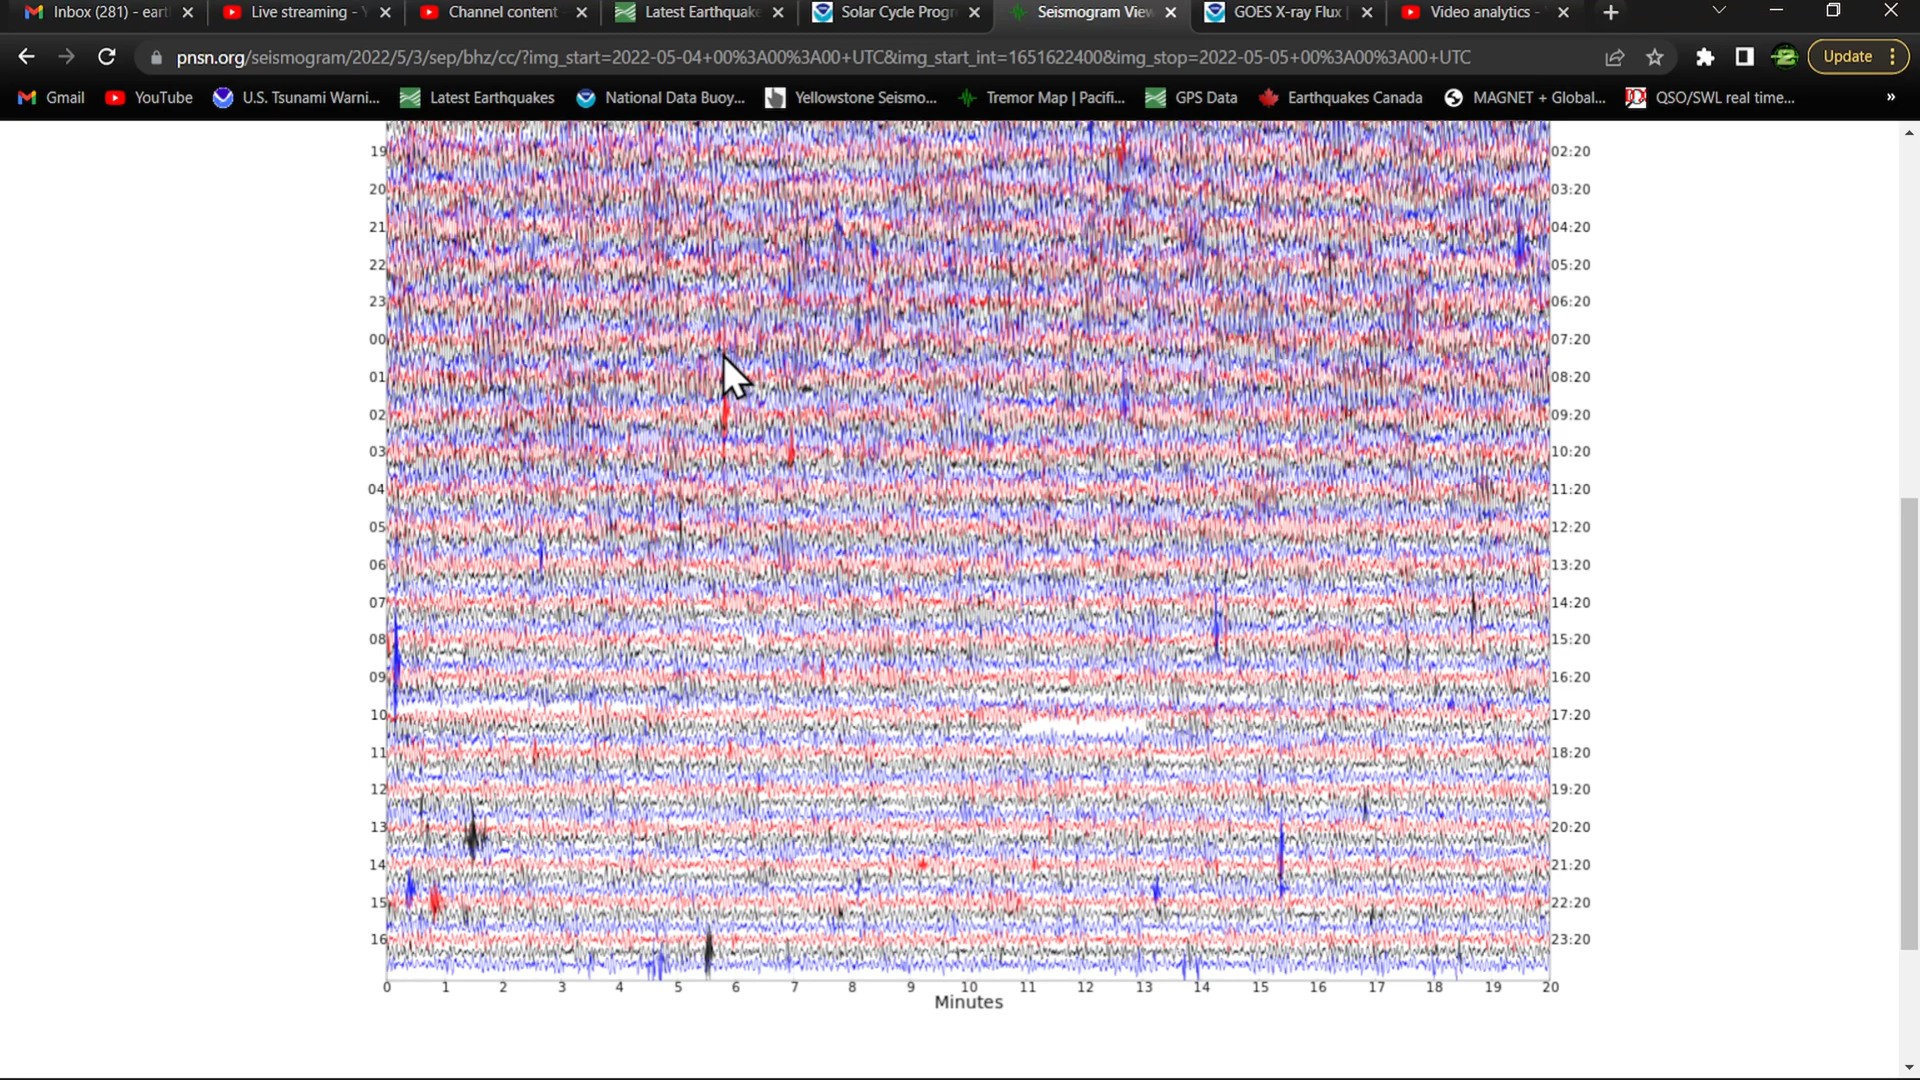 Inbox (281) - eart
Live streaming - Y
Channel content -
Latest Earthquake
Solar Cycle Progr
Seismogram View
GOES X-ray Flux |
Video analytics -
pnsn.org/seismogram/2022/5/3/sep/bhz/cc/?img_start=2022-05-04+00%3A00%3A00+UTC&img_start_int=1651622400&img_stop=2022-05-05+00%3A00%3A00+UTC
Update
Gmail
YouTube
U.S. Tsunami Warni...
Latest Earthquakes
National Data Buoy...
Yellowstone Seismo...
Tremor Map | Pacifi...
GPS Data
Earthquakes Canada
MAGNET + Global...
QSO/SWL real time...
»
19 02:20
20 03:20
21 04:20
22 05:20
23 06:20
00 07:20
01 08:20
02 09:20
03 10:20
04 11:20
05 12:20
06 13:20
07 14:20
08 15:20
09 16:20
10 17:20
11 18:20
12 19:20
13 20:20
14 21:20
15 22:20
16 23:20
0 1 2 3 4 5 6 7 8 9 10 11 12 13 14 15 16 17 18 19 20
Minutes